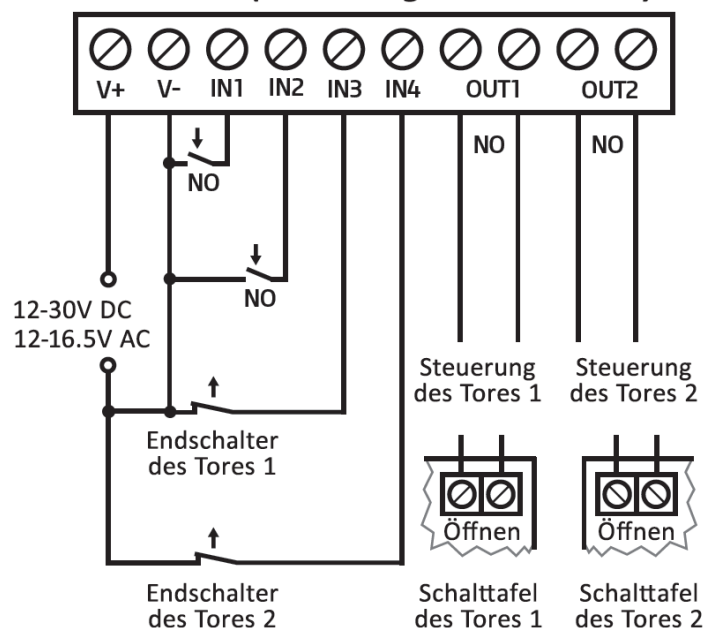 V+ V- IN1 IN2 IN3 IN4 OUT1 OUT2
NO NO
NO
NO
12-30V DC
12-16.5V AC
Steuerung
des Tores 1
Steuerung
des Tores 2
Endschalter
des Tores 1
Öffnen
Öffnen
Endschalter
des Tores 2
Schalttafel
des Tores 1
Schalttafel
des Tores 2